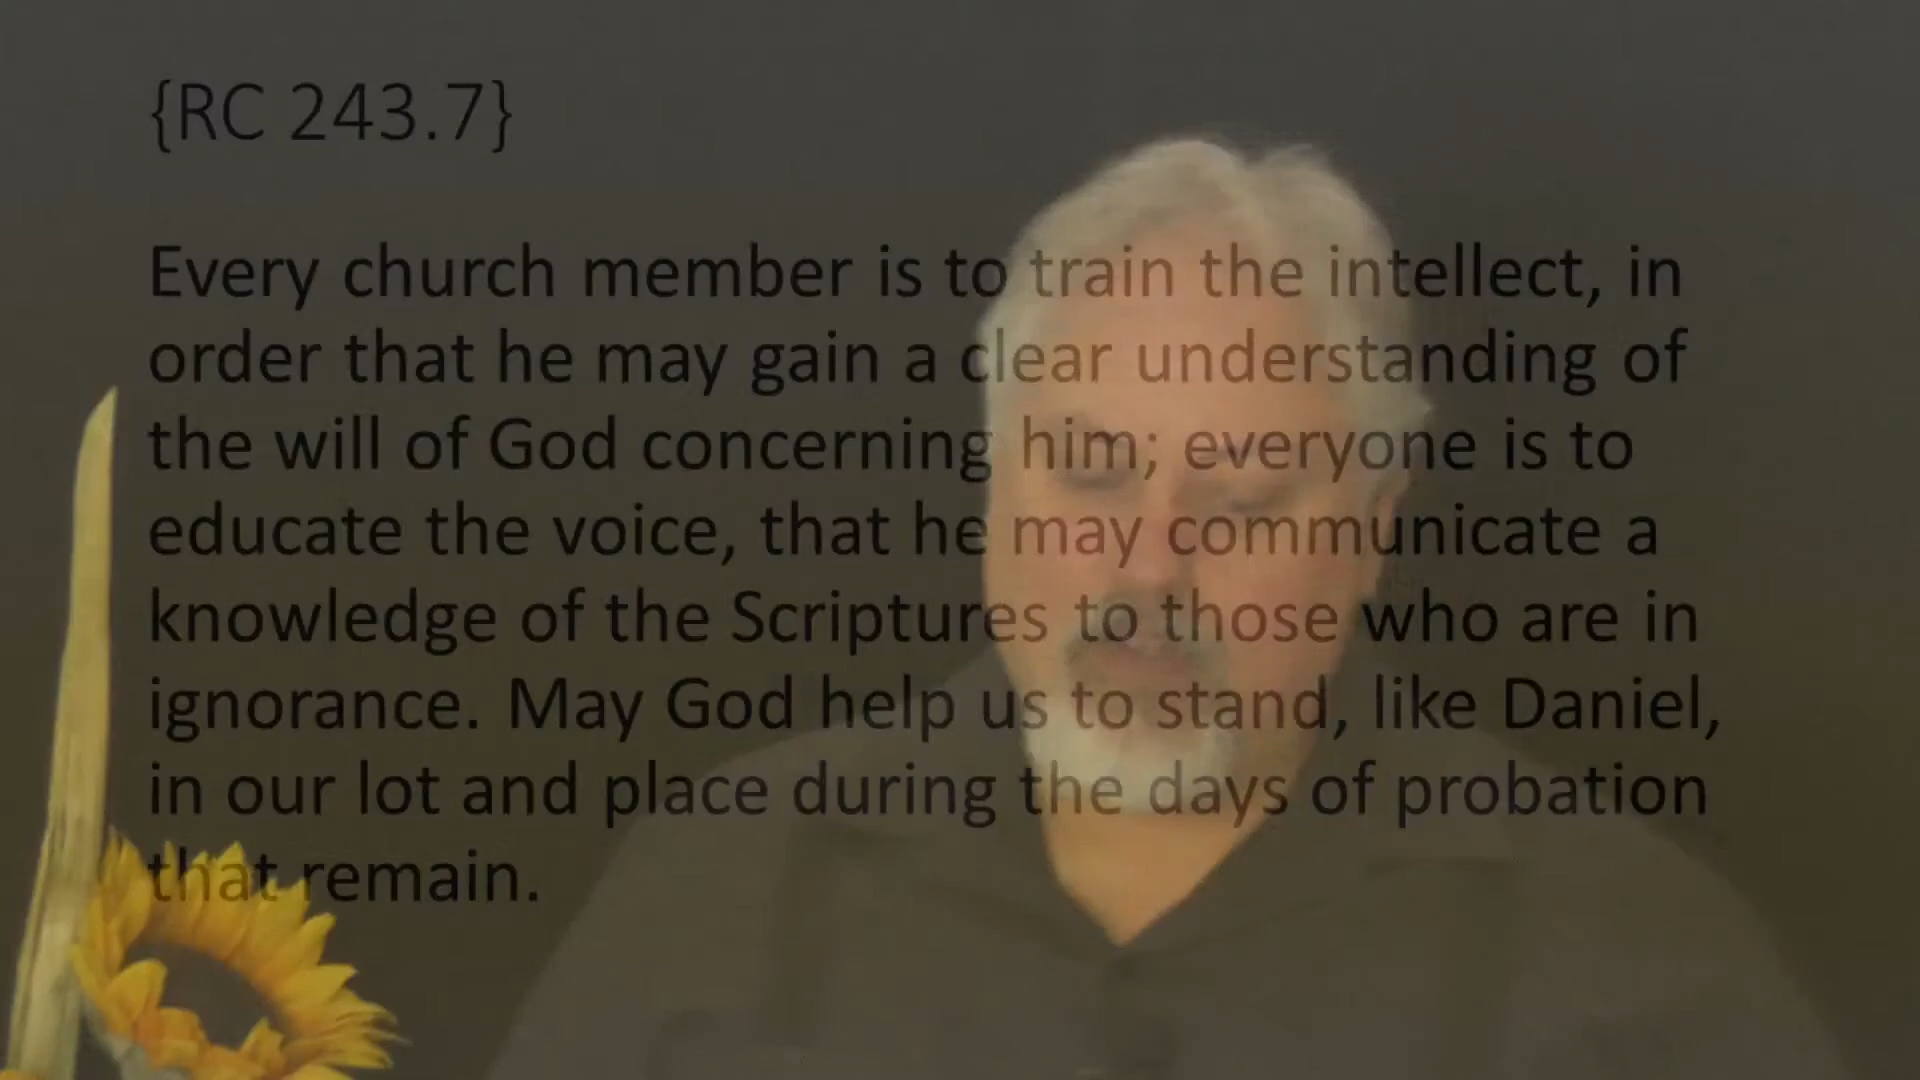 {RC 243.7}
Every church member is to train the intellect, in
order that he may gain a clear understanding of
the will of God concerning him; everyone is to
educate the voice, that he may communicate a
knowledge of the Scriptures to those who are in
ignorance. May God help us to stand, like Daniel,
in our lot and place during the days of probation
that remain.